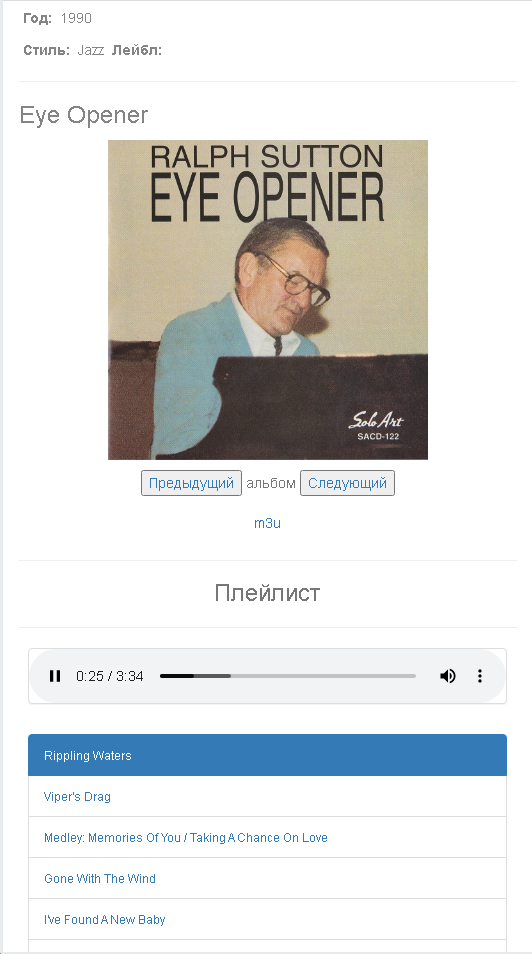 Год: 1990
Стиль: Jazz Лейбл:
Eye Opener
RALPH SUTTON
EYE OPENER
Solo Art
SACD-122
Предыдущий альбом Следующий
m3u
Плейлист
0:25 / 3:34
Rippling Waters
Viper's Drag
Medley: Memories Of You / Taking A Chance On Love
Gone With The Wind
I've Found A New Baby